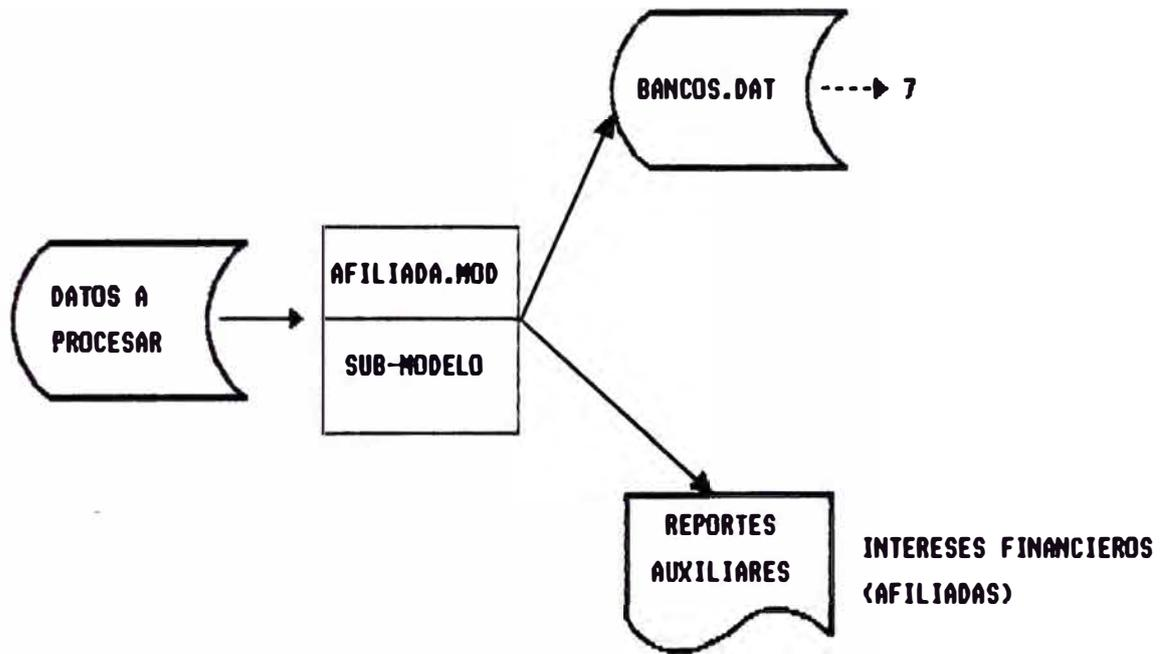 BANCOS.DAT
7
DATOS A
PROCESAR
AFILIADA.MOD
SUB-MODELO
REPORTES
AUXILIARES
INTERESES FINANCIEROS
(AFILIADAS)